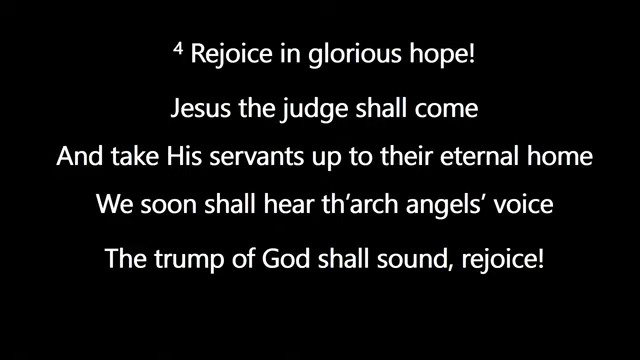 ⁴ Rejoice in glorious hope!
Jesus the judge shall come
And take His servants up to their eternal home
We soon shall hear th’arch angels‘ voice
The trump of God shall sound, rejoice!